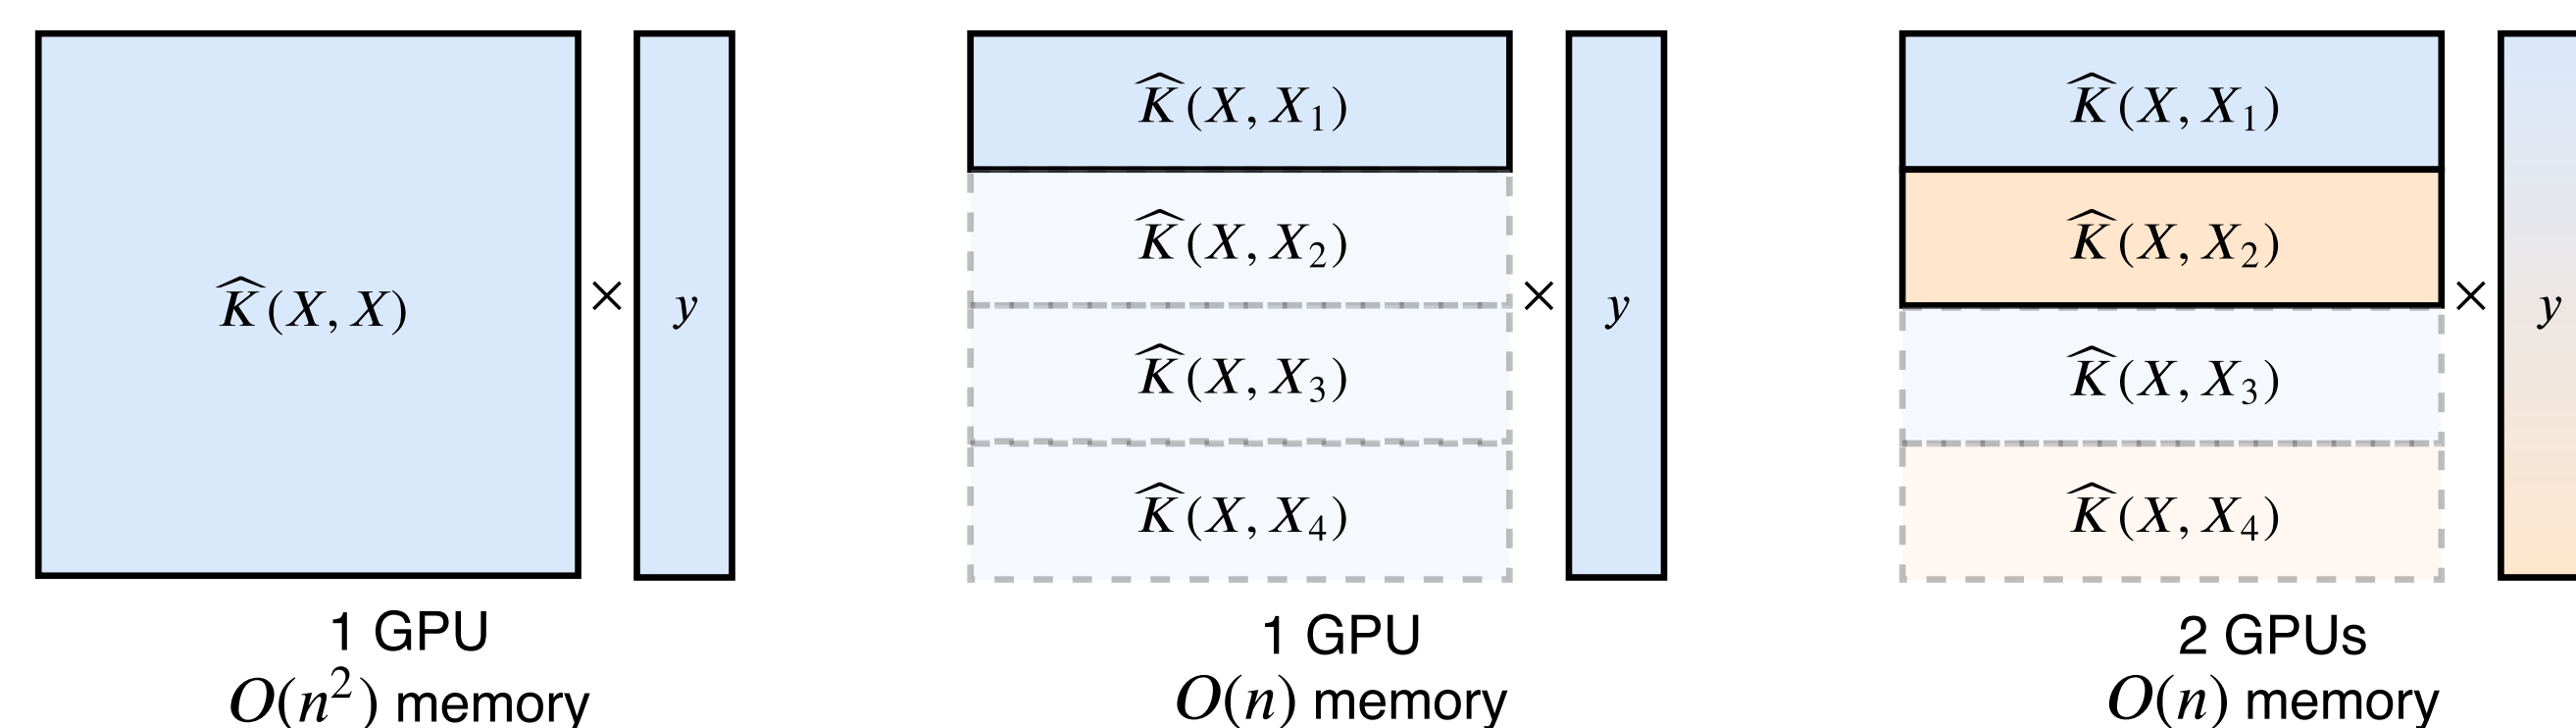 K̂(X, X)
×
y
1 GPU
O(n²) memory
K̂(X, X₁)
K̂(X, X₂)
K̂(X, X₃)
K̂(X, X₄)
×
y
1 GPU
O(n) memory
K̂(X, X₁)
K̂(X, X₂)
K̂(X, X₃)
K̂(X, X₄)
×
y
2 GPUs
O(n) memory